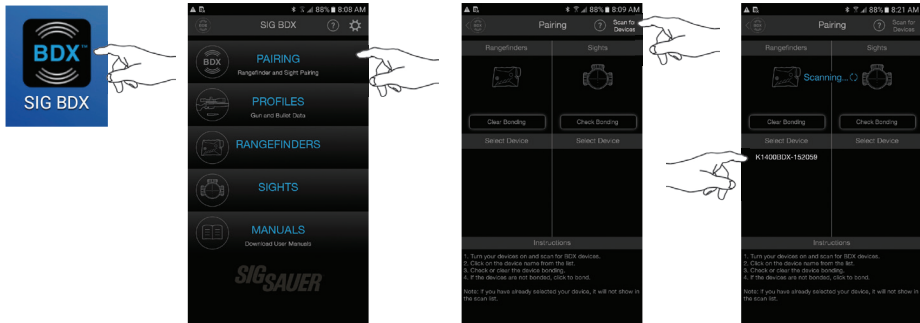 BDX™
SIG BDX
88% 8:08 AM
SIG BDX
?
BDX
PAIRING
Rangefinder and Sight Pairing
PROFILES
Gun and Bullet Data
RANGEFINDERS
SIGHTS
MANUALS
Download User Manuals
SIG SAUER
88% 8:09 AM
Pairing
?
Scan for
Devices
Rangefinders
Sights
Clear Bonding
Check Bonding
Select Device
Select Device
Instructions
1. Turn your devices on and scan for BDX devices.
2. Click on the device name from the list.
3. Check or clear the device bonding.
4. If the devices are not bonded, click to bond.
Note: If you have already selected your device, it will not show in
the scan list.
88% 8:21 AM
Pairing
?
Scan for
Devices
Rangefinders
Sights
Scanning...
Clear Bonding
Check Bonding
Select Device
Select Device
K1400BDX-152059
Instructions
1. Turn your devices on and scan for BDX devices.
2. Click on the device name from the list.
3. Check or clear the device bonding.
4. If the devices are not bonded, click to bond.
Note: If you have already selected your device, it will not show in
the scan list.